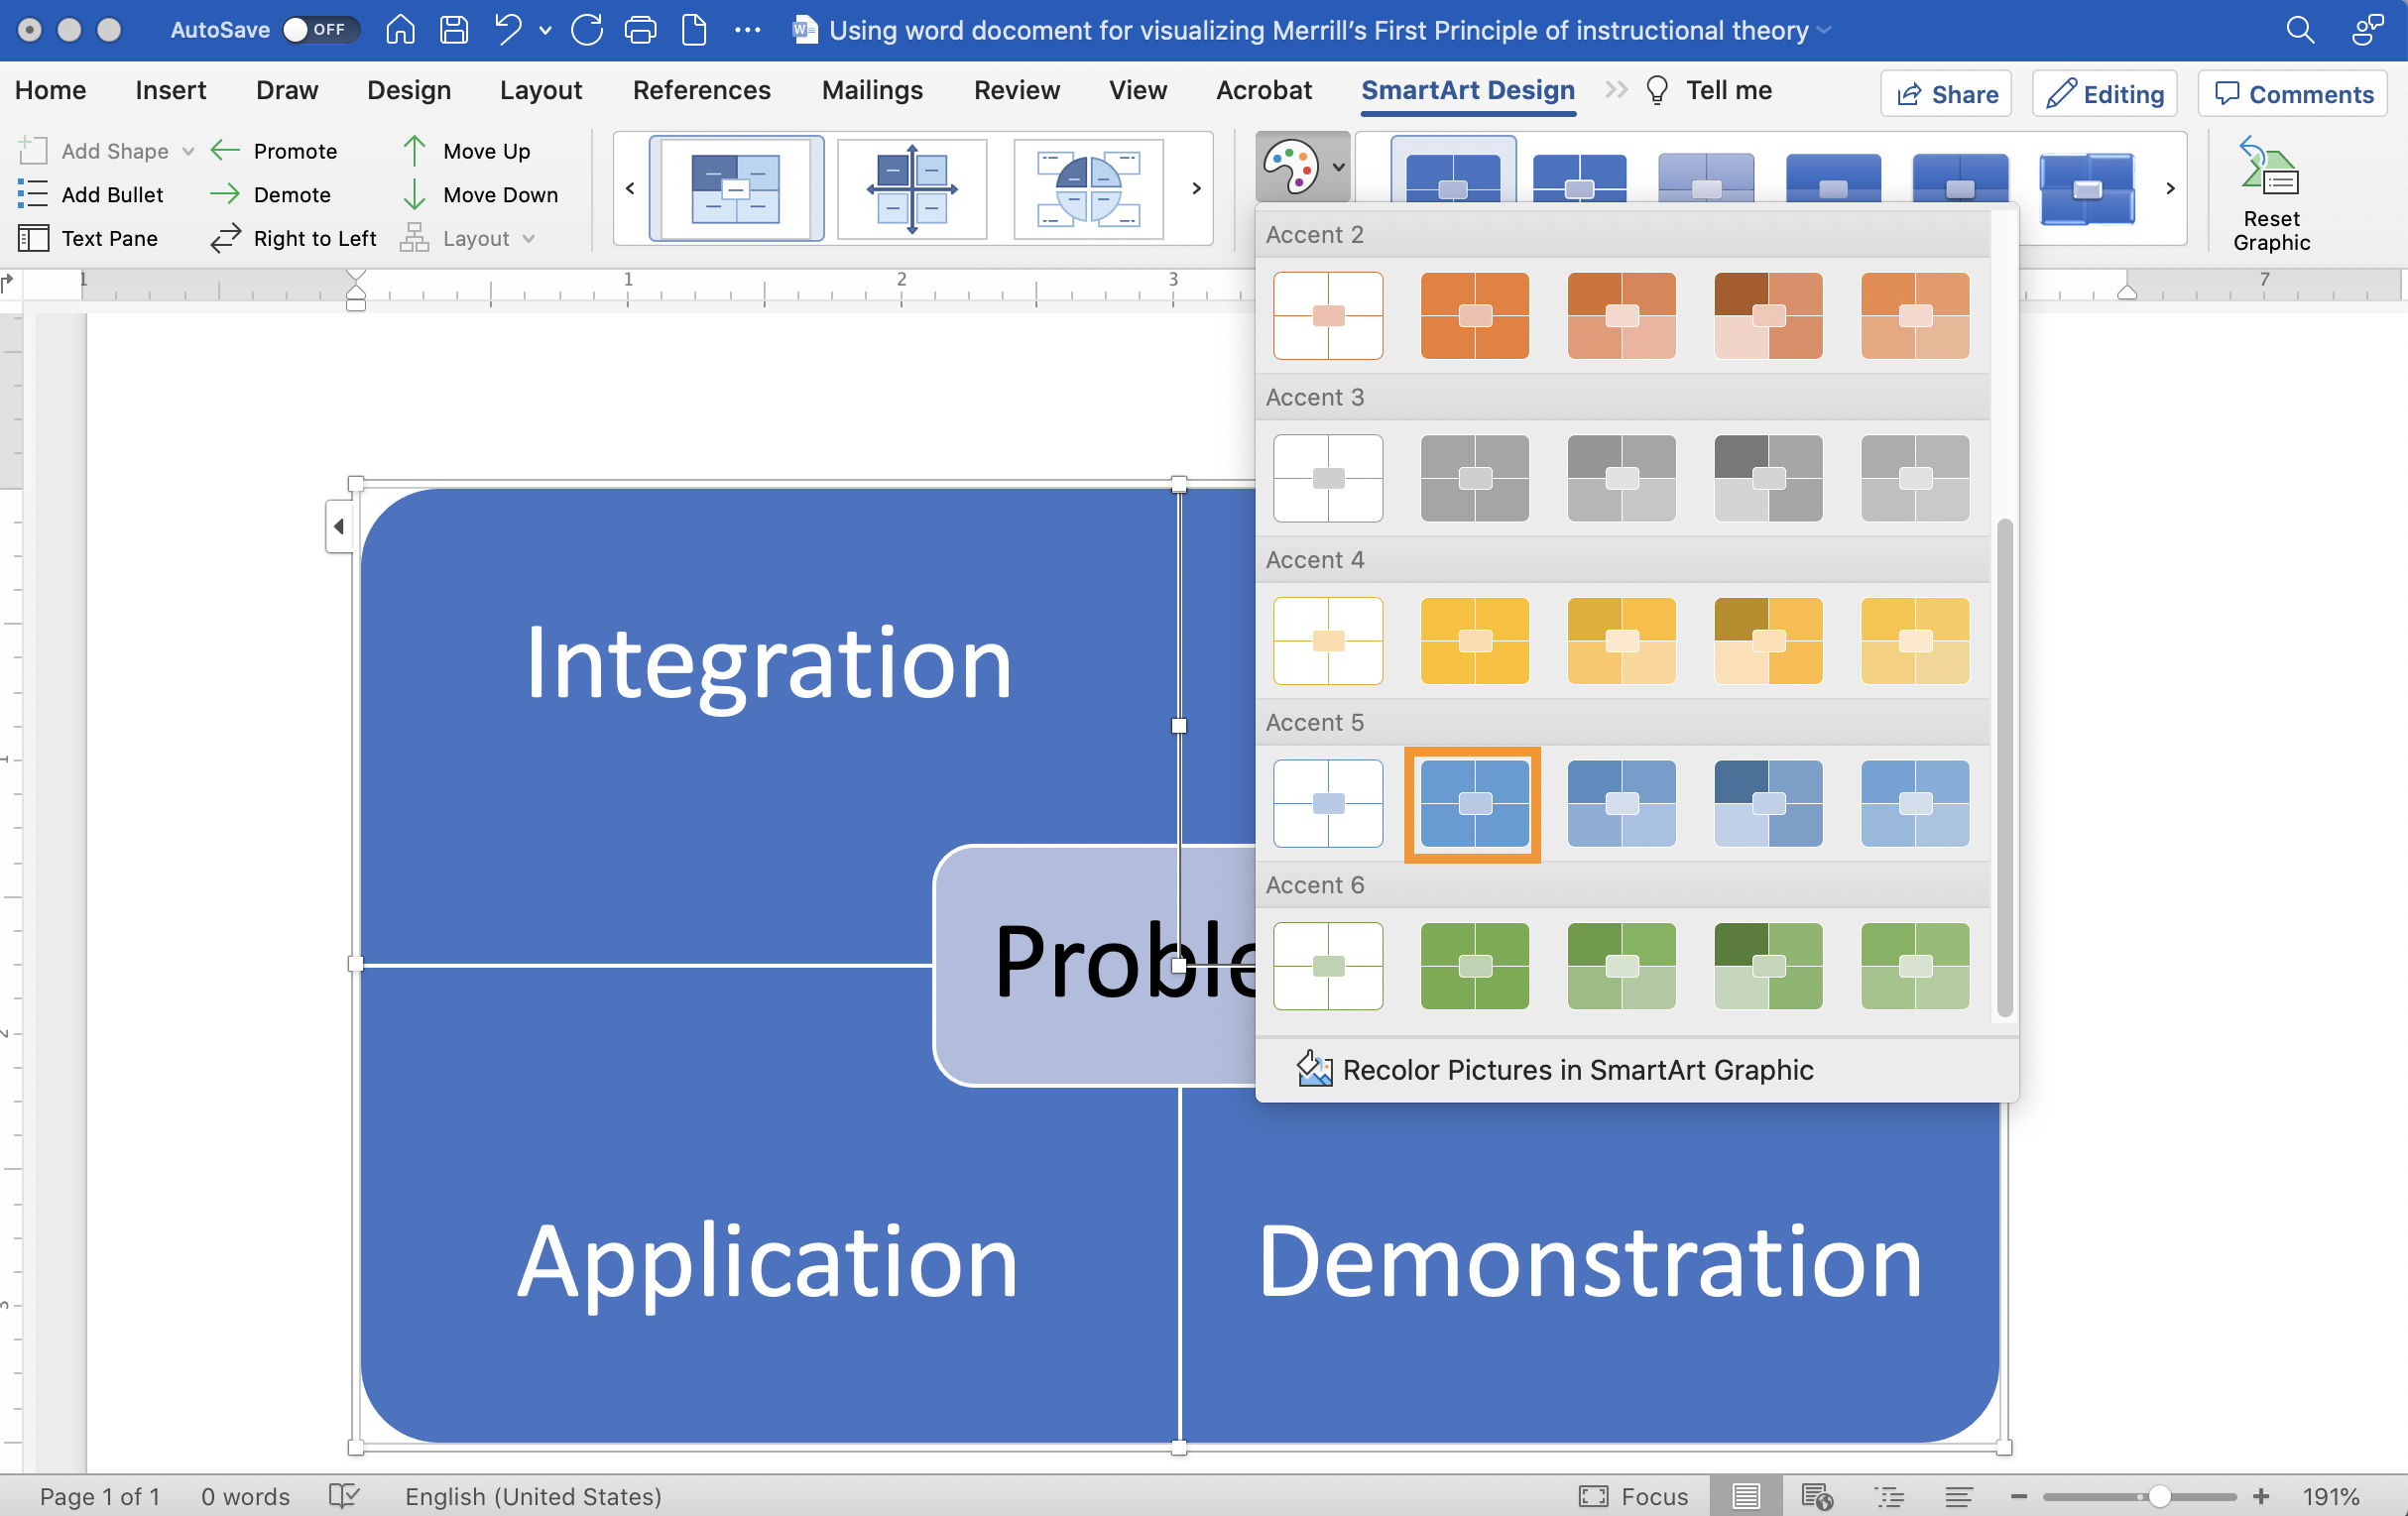 AutoSave OFF Using word docoment for visualizing Merrill's First Principle of instructional theory
Home Insert Draw Design Layout References Mailings Review View Acrobat SmartArt Design Tell me Share Editing Comments
Add Shape Promote Move Up
Add Bullet Demote Move Down
Text Pane Right to Left Layout
Reset
Graphic
1 1 2 3 7
Accent 2
Accent 3
Accent 4
Accent 5
Accent 6
Recolor Pictures in SmartArt Graphic
Integration
Proble
Application Demonstration
1
2
3
Page 1 of 1 0 words English (United States) Focus 191%